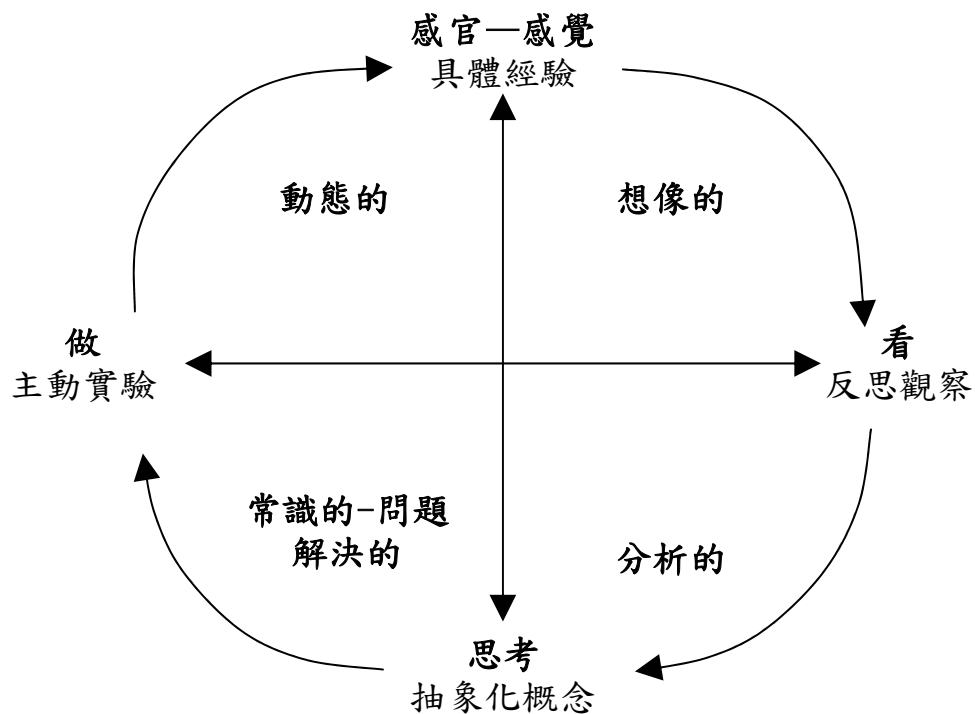 感官—感覺
具體經驗
動態的
想像的
做
主動實驗
看
反思觀察
常識的-問題
解決的
分析的
思考
抽象化概念